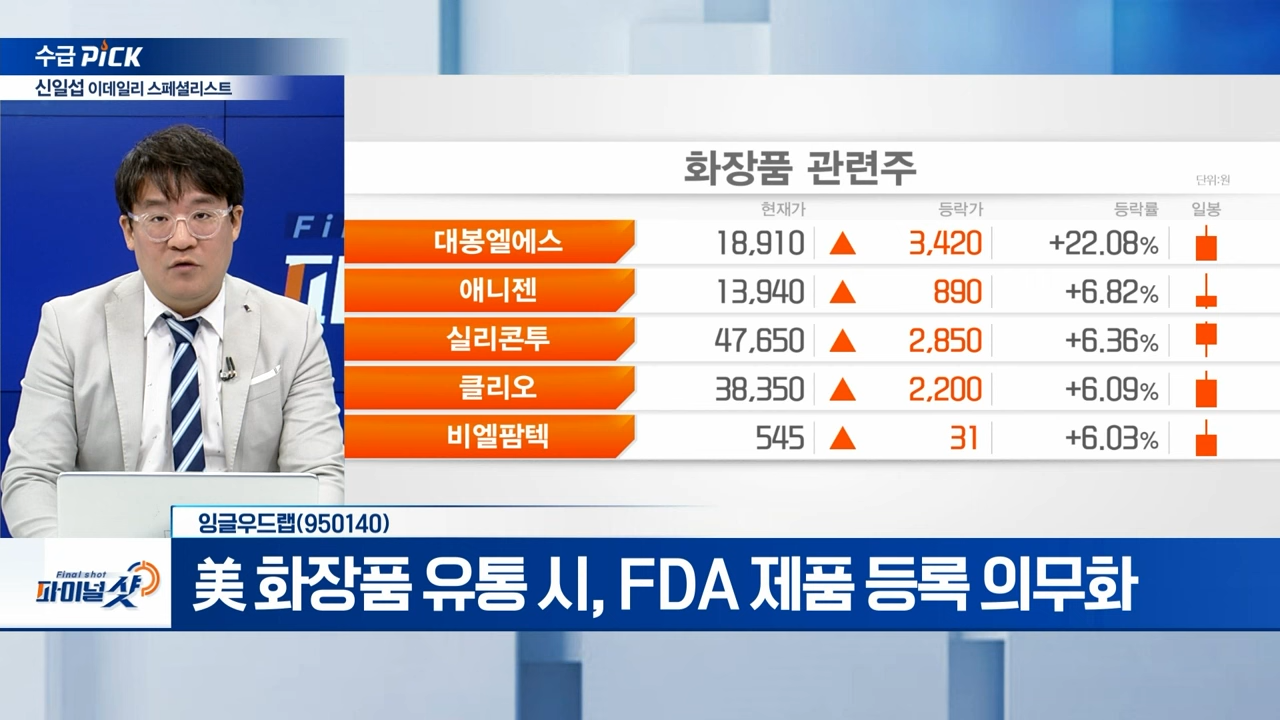 수급 PiCK
신일섭 이데일리 스페셜리스트
화장품 관련주
단위:원
현재가 등락가 등락률 일봉
대봉엘에스 18,910 ▲ 3,420 +22.08%
애니젠 13,940 ▲ 890 +6.82%
실리콘투 47,650 ▲ 2,850 +6.36%
클리오 38,350 ▲ 2,200 +6.09%
비엘팜텍 545 ▲ 31 +6.03%
잉글우드랩(950140)
Final shot
파이널샷
美 화장품 유통 시, FDA 제품 등록 의무화